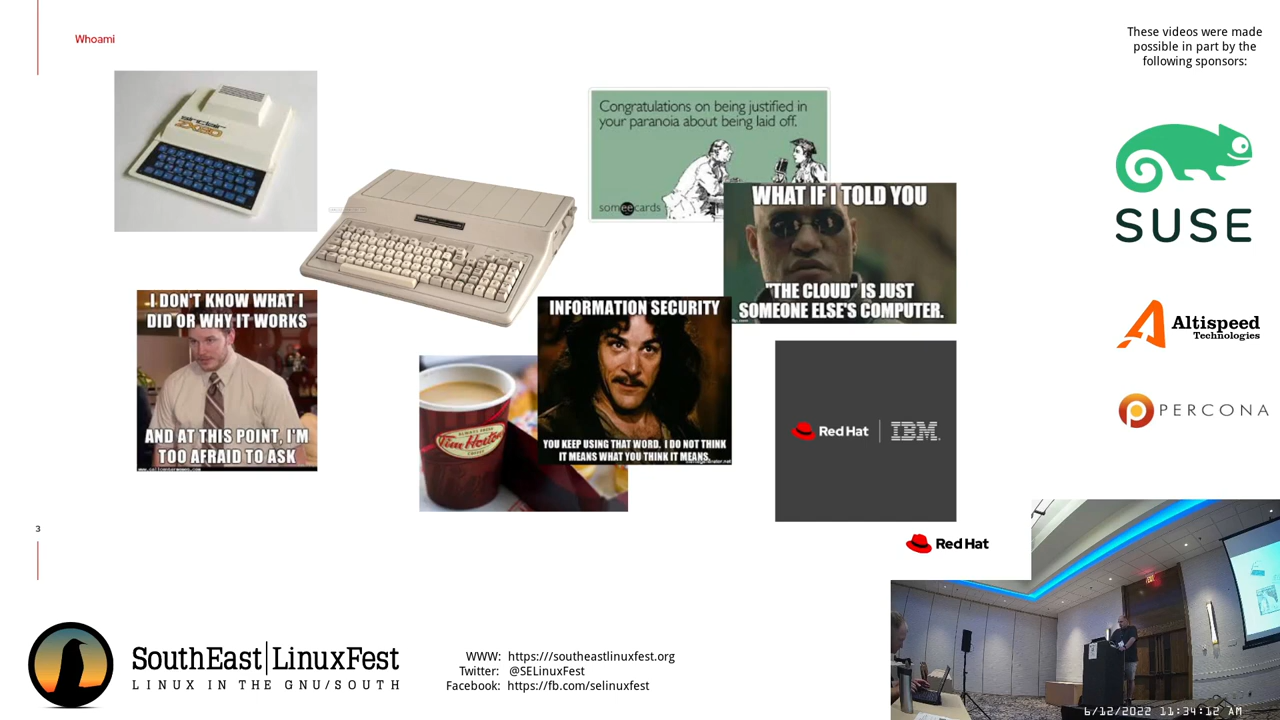 Whoami
These videos were made
possible in part by the
following sponsors:
sinclair
ZX80
Congratulations on being justified in
your paranoia about being laid off.
someecards
WHAT IF I TOLD YOU
"THE CLOUD" IS JUST
SOMEONE ELSE'S COMPUTER.
SUSE
I DON'T KNOW WHAT I
DID OR WHY IT WORKS
AND AT THIS POINT, I'M
TOO AFRAID TO ASK
INFORMATION SECURITY
YOU KEEP USING THAT WORD. I DO NOT THINK
IT MEANS WHAT YOU THINK IT MEANS.
ALWAYS FRESH
Tim Hortons
COFFEE
Altispeed
Technologies
PERCONA
Red Hat | IBM
3
Red Hat
SouthEast|LinuxFest
LINUX IN THE GNU/SOUTH
WWW: https:///southeastlinuxfest.org
Twitter: @SELinuxFest
Facebook: https://fb.com/selinuxfest
6/12/2022 11:34:12 AM